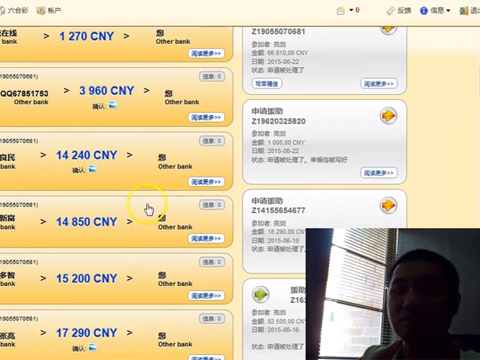 六合彩 帐户
0 反馈 信息 退出
在线
> 1 270 CNY > 您
bank Other bank
阅读更多>>
19055070681) 信息: 0
QQ67851753 > 3 960 CNY > 您
Other bank 确认: Other bank
阅读更多>>
19055070681) 信息: 0
良民 > 14 240 CNY > 您
Other bank 确认: Other bank
阅读更多>>
19055070681) 信息: 0
新窗 > 14 850 CNY > 您
Other bank Other bank
阅读更多>>
19055070681) 信息: 0
多智 > 15 200 CNY > 您
Other bank Other bank
阅读更多>>
19055070681) 信息: 0
张高 > 17 290 CNY > 您
Other bank 确认: Other bank
阅读更多>>
Z19055070681
参加者: 亮剑
金额: 66 810,00 CNY
日期: 2015-06-22
状态: 申请被处理了
写幸福信 阅读更多>>
申请援助
Z19620325820
参加者: 亮剑
金额: 1 000,00 CNY
日期: 2015-06-22
状态: 申请被处理了。幸福信被写好
阅读更多>>
申请援助
Z14155654677
参加者: 亮剑
金额: 18 290,00 CNY
日期: 2015-06-18
状态: 申请被处理
援助
参加者: 亮剑
金额: 82 500,00 CNY
日期: 2015-06-16
状态: 申请被处理了